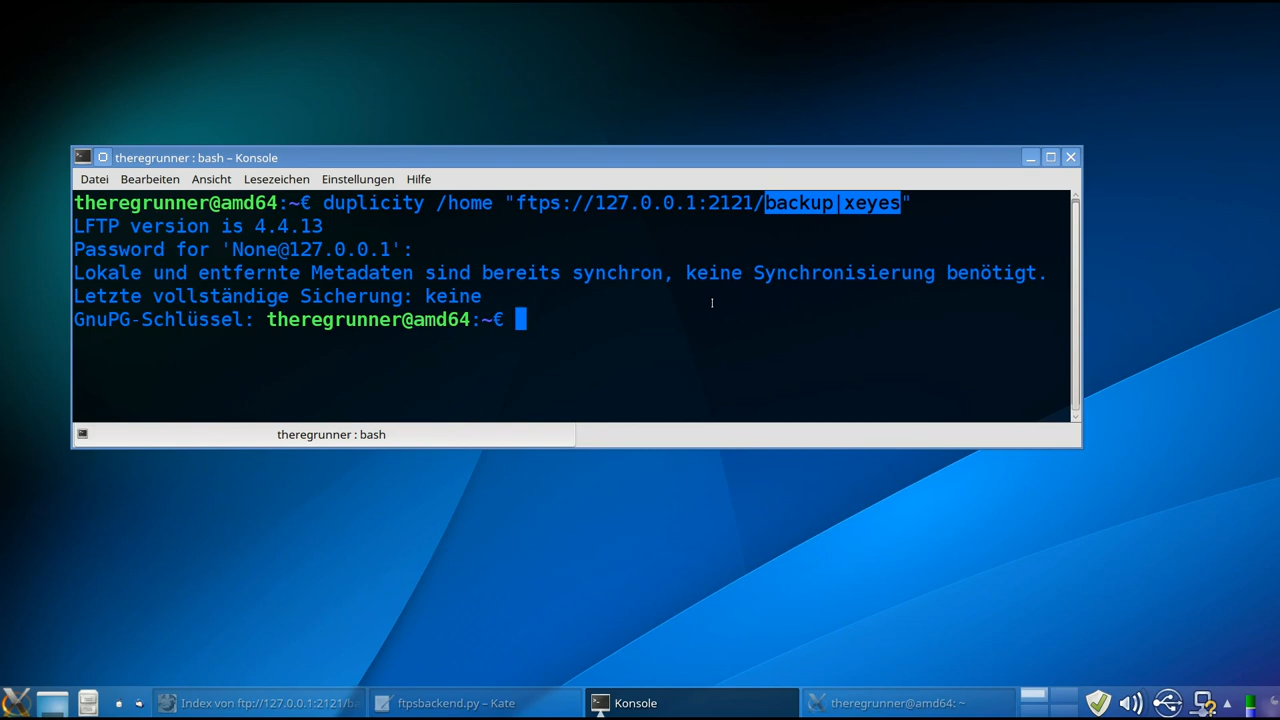 theregrunner : bash – Konsole
Datei Bearbeiten Ansicht Lesezeichen Einstellungen Hilfe
theregrunner@amd64:~€ duplicity /home "ftps://127.0.0.1:2121/backup|xeyes"
LFTP version is 4.4.13
Password for 'None@127.0.0.1':
Lokale und entfernte Metadaten sind bereits synchron, keine Synchronisierung benötigt.
Letzte vollständige Sicherung: keine
GnuPG-Schlüssel: theregrunner@amd64:~€
theregrunner : bash
Index von ftp://127.0.0.1:2121/ba ftpsbackend.py – Kate Konsole theregrunner@amd64: ~